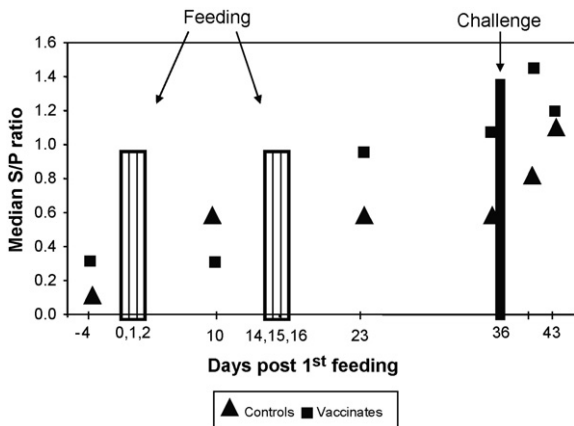 Feeding
Challenge
Median S/P ratio
1.6
1.4
1.2
1.0
0.8
0.6
0.4
0.2
0.0
-4 0,1,2 10 14,15,16 23 36 43
Days post 1st feeding
Controls Vaccinates